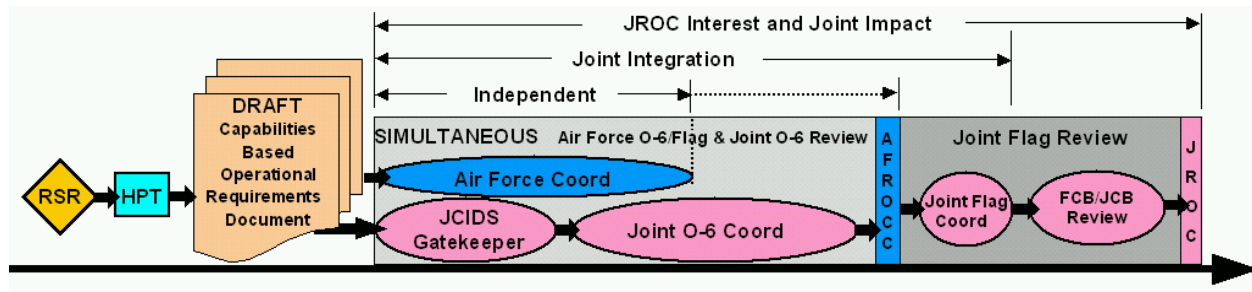 JROC Interest and Joint Impact
Joint Integration
Independent
DRAFT
Capabilities
Based
Operational
Requirements
Document
RSR
HPT
SIMULTANEOUS Air Force O-6/Flag & Joint O-6 Review
Air Force Coord
JCIDS
Gatekeeper
Joint O-6 Coord
AFROCC
Joint Flag Review
Joint Flag
Coord
FCB/JCB
Review
JROC